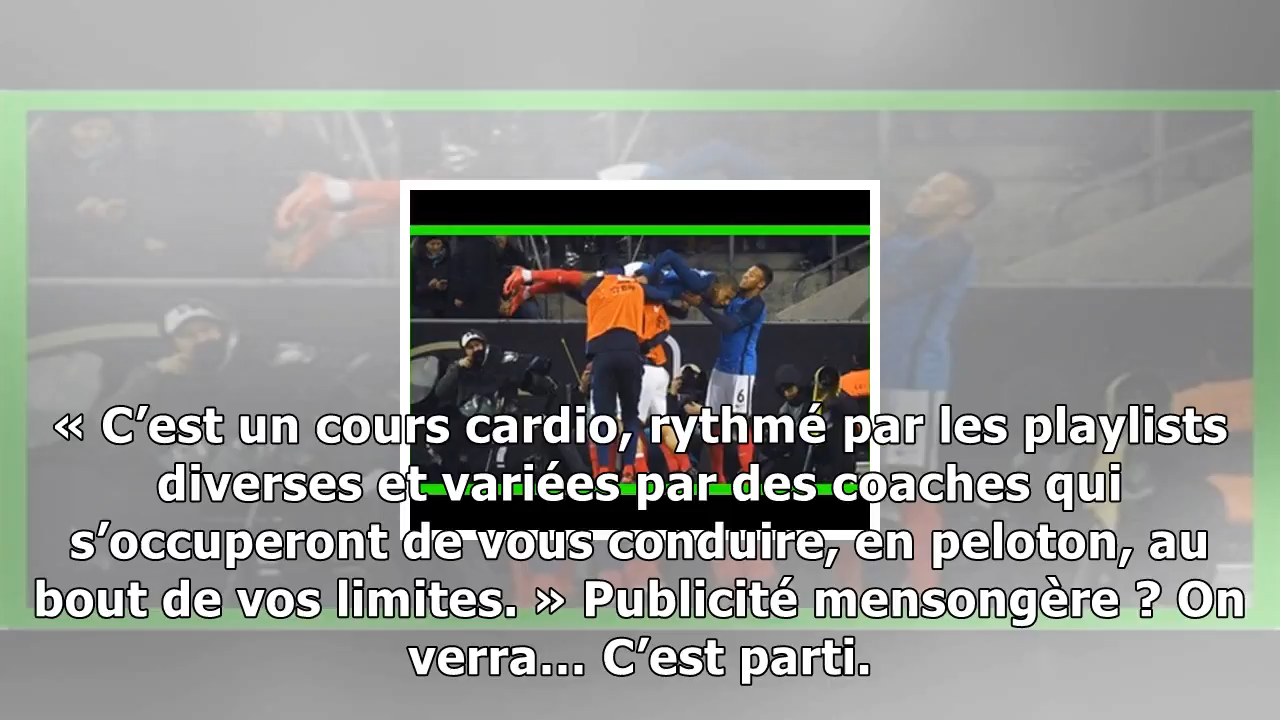 « C’est un cours cardio, rythmé par les playlists
diverses et variées par des coaches qui
s’occuperont de vous conduire, en peloton, au
bout de vos limites. » Publicité mensongère ? On
verra... C’est parti.
6